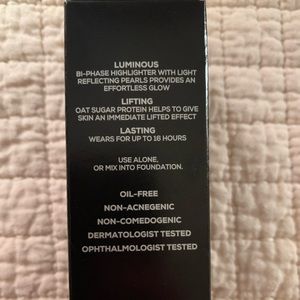 LUMINOUS
BI-PHASE HIGHLIGHTER WITH LIGHT
REFLECTING PEARLS PROVIDES AN
EFFORTLESS GLOW
LIFTING
OAT SUGAR PROTEIN HELPS TO GIVE
SKIN AN IMMEDIATE LIFTED EFFECT
LASTING
WEARS FOR UP TO 16 HOURS
USE ALONE,
OR MIX INTO FOUNDATION.
OIL-FREE
NON-ACNEGENIC
NON-COMEDOGENIC
DERMATOLOGIST TESTED
OPHTHALMOLOGIST TESTED